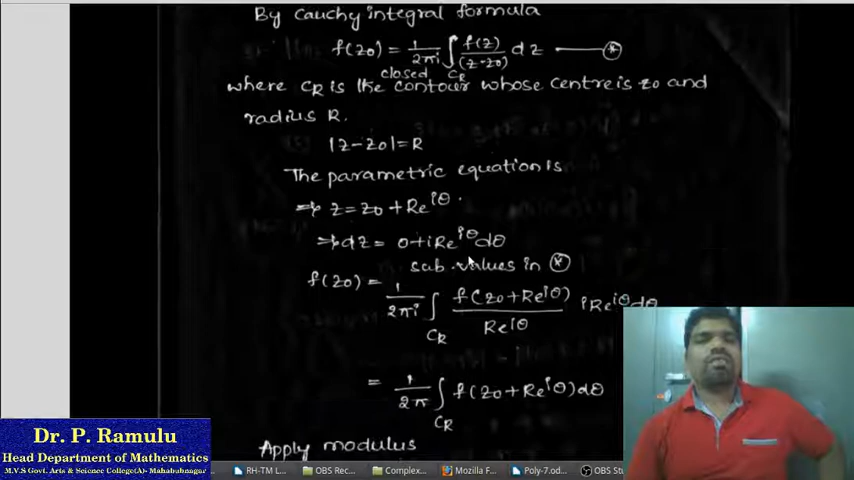 By Cauchy integral formula
f(z0) = 1/2πi ∫ f(z)/(z-z0) dz ——— *
closed CR
where CR is the contour whose centre is z0 and
radius R.
|z-z0| = R
The parametric equation is
⇒ z = z0 + Re^iθ.
⇒ dz = 0+iRe^iθ dθ
sub values in *
f(z0) = 1/2πi ∫CR f(z0+Re^iθ)/Re^iθ iRe^iθ dθ
= 1/2π ∫CR f(z0+Re^iθ)dθ
Apply modulus
Dr. P. Ramulu
Head Department of Mathematics
M.V.S Govt. Arts & Science College(A)- Mahabubnagar
RH-TM L... OBS Rec... Complex... Mozilla F... Poly-7.od... OBS Stu